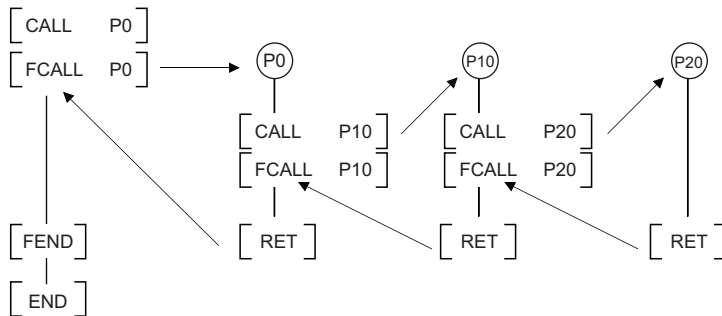 CALL P0
FCALL P0
P0
P10
P20
CALL P10
CALL P20
FCALL P10
FCALL P20
FEND
RET
RET
RET
END